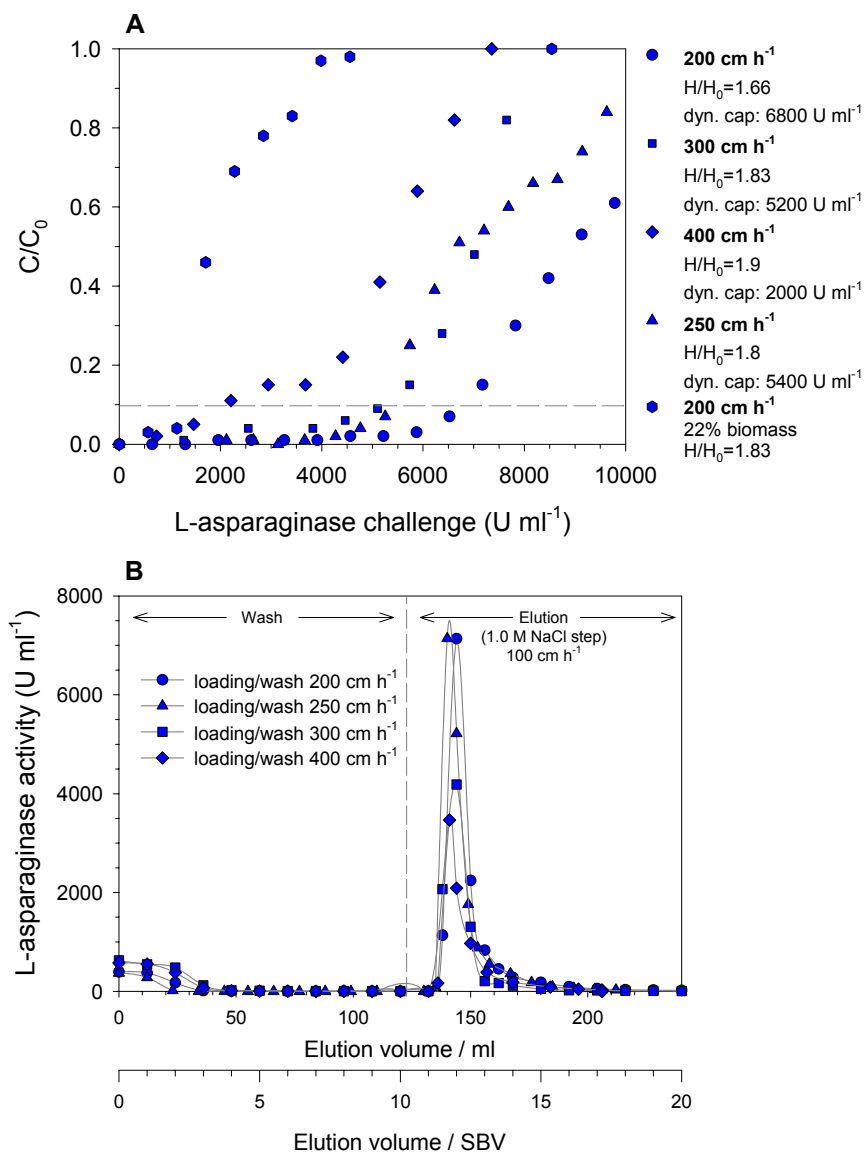 A
1.0
0.8
0.6
0.4
0.2
0.0
C/C₀
0
2000
4000
6000
8000
10000
L-asparaginase challenge (U ml⁻¹)
200 cm h⁻¹
H/H₀=1.66
dyn. cap: 6800 U ml⁻¹
300 cm h⁻¹
H/H₀=1.83
dyn. cap: 5200 U ml⁻¹
400 cm h⁻¹
H/H₀=1.9
dyn. cap: 2000 U ml⁻¹
250 cm h⁻¹
H/H₀=1.8
dyn. cap: 5400 U ml⁻¹
200 cm h⁻¹
22% biomass
H/H₀=1.83
B
8000
6000
4000
2000
0
L-asparaginase activity (U ml⁻¹)
Wash
Elution
(1.0 M NaCl step)
100 cm h⁻¹
loading/wash 200 cm h⁻¹
loading/wash 250 cm h⁻¹
loading/wash 300 cm h⁻¹
loading/wash 400 cm h⁻¹
0
50
100
150
200
Elution volume / ml
0
5
10
15
20
Elution volume / SBV